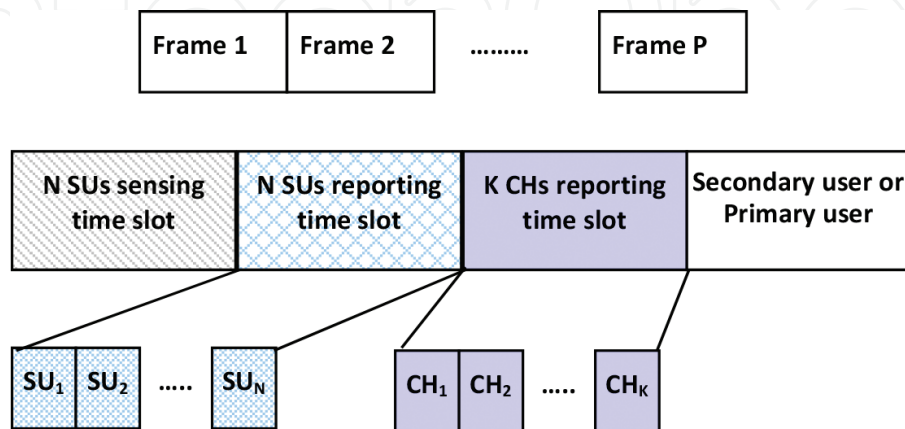 Frame 1 Frame 2 ......... Frame P
N SUs sensing time slot
N SUs reporting time slot
K CHs reporting time slot
Secondary user or Primary user
SU₁ SU₂ ..... SUN CH₁ CH₂ ..... CHK